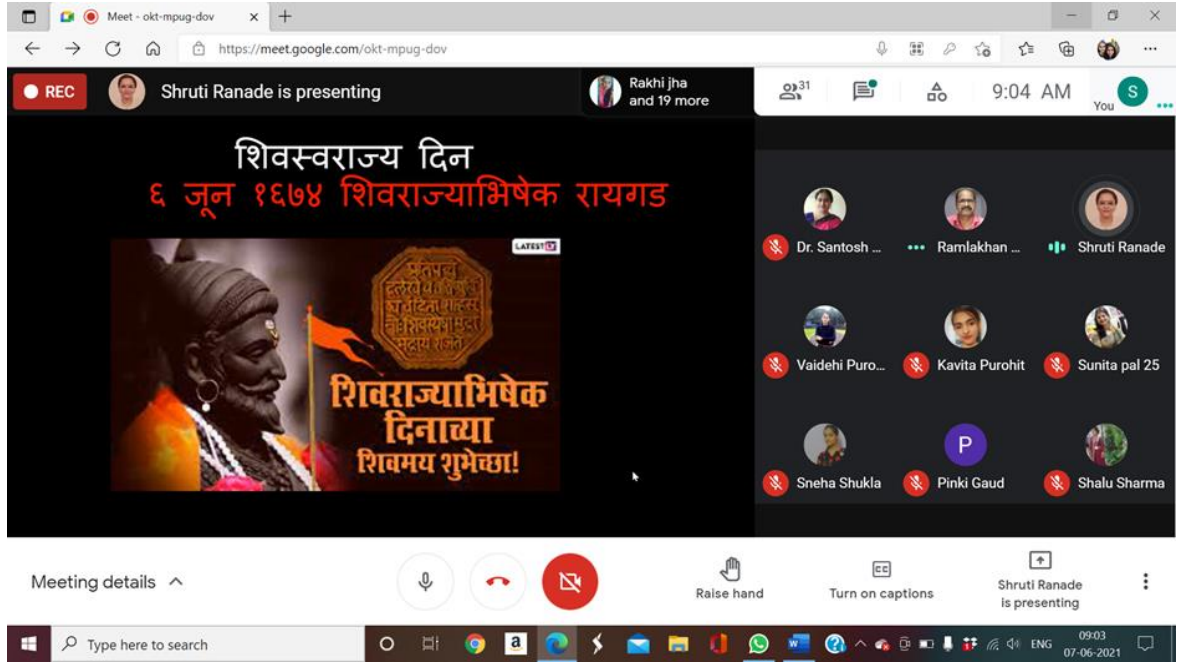 Meet - okt-mpug-dov
https://meet.google.com/okt-mpug-dov
REC
Shruti Ranade is presenting
Rakhi jha
and 19 more
31
9:04 AM
You
S
शिवस्वराज्य दिन
६ जून १६७४ शिवराज्याभिषेक रायगड
LATESTLY
शिवराज्याभिषेक
दिनाच्या
शिवमय शुभेच्छा!
Dr. Santosh ...
Ramlakhan ...
Shruti Ranade
Vaidehi Puro...
Kavita Purohit
Sunita pal 25
P
Sneha Shukla
Pinki Gaud
Shalu Sharma
Meeting details
Raise hand
CC
Turn on captions
Shruti Ranade
is presenting
Type here to search
a
ENG
09:03
07-06-2021